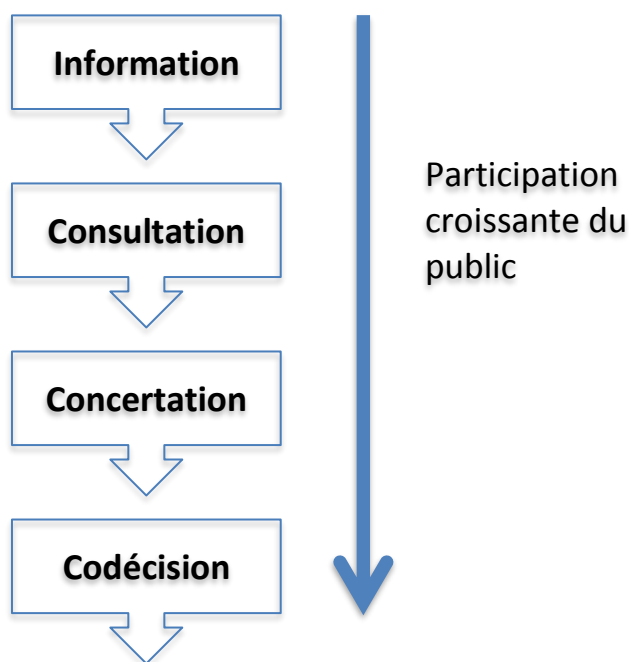 Information
Consultation
Concertation
Codécision
Participation
croissante du
public